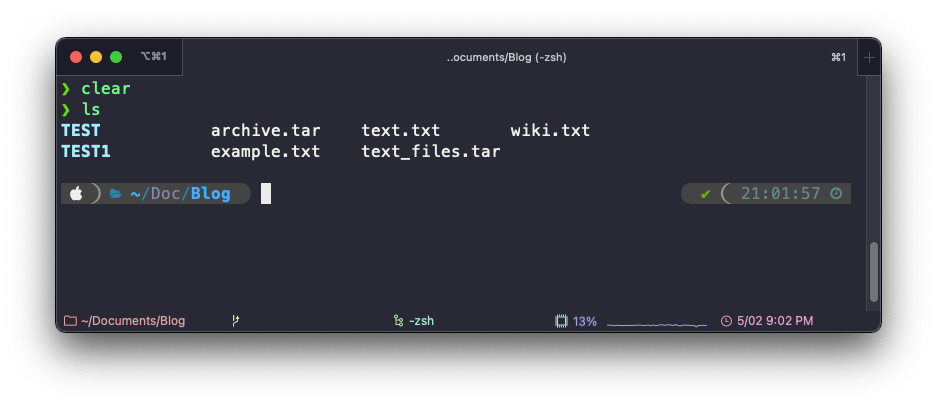 ⌥⌘1 ..ocuments/Blog (-zsh) ⌘1
❯ clear
❯ ls
TEST archive.tar text.txt wiki.txt
TEST1 example.txt text_files.tar
~/Doc/Blog ✔ 21:01:57
~/Documents/Blog -zsh 13% 5/02 9:02 PM